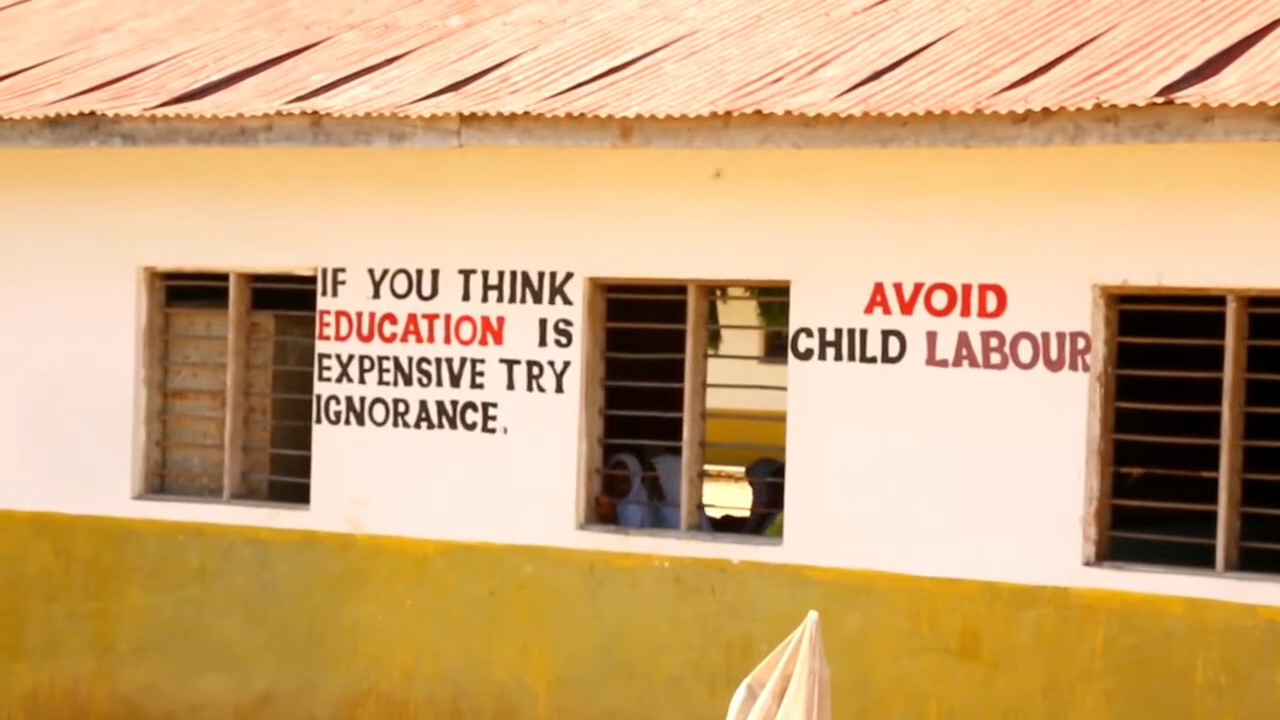 IF YOU THINK
EDUCATION IS
EXPENSIVE TRY
IGNORANCE.
AVOID
CHILD LABOUR